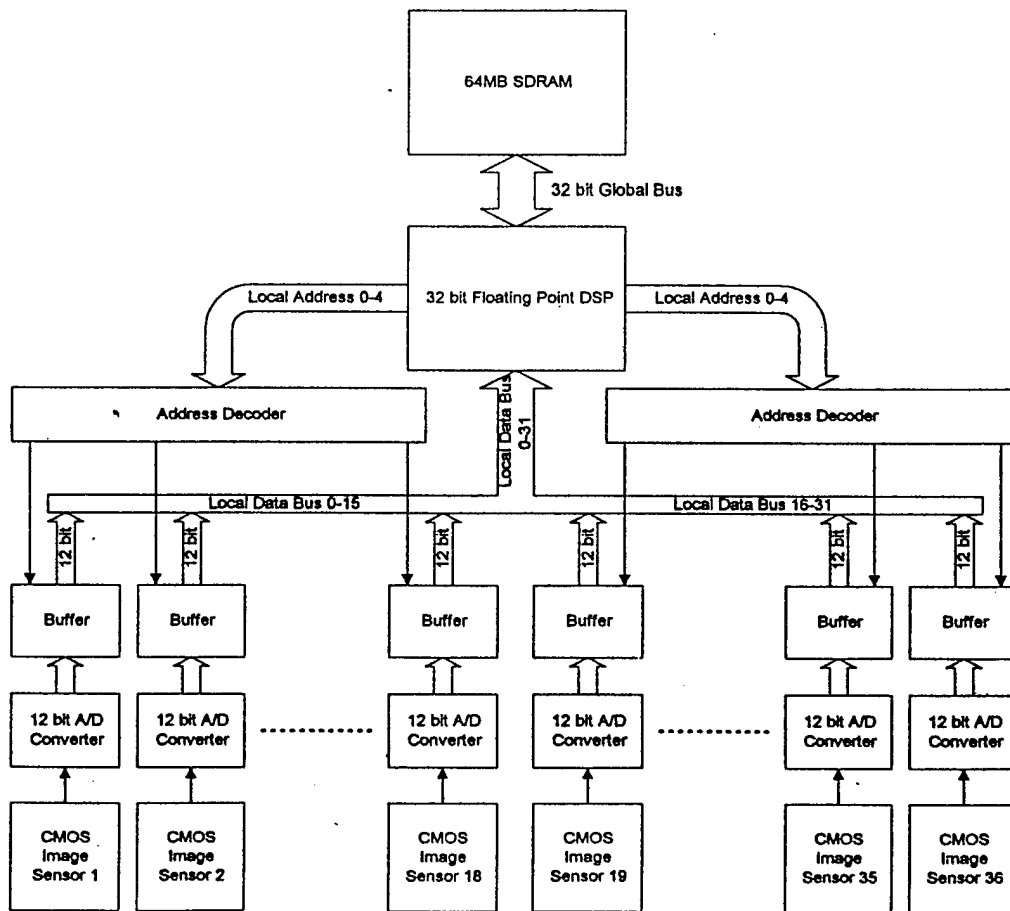 64MB SDRAM
32 bit Global Bus
Local Address 0-4
32 bit Floating Point DSP
Local Address 0-4
Address Decoder
Local Data Bus
0-31
Address Decoder
Local Data Bus 0-15
Local Data Bus 16-31
12 bit
12 bit
12 bit
12 bit
12 bit
12 bit
Buffer
Buffer
Buffer
Buffer
Buffer
Buffer
12 bit A/D
Converter
12 bit A/D
Converter
12 bit A/D
Converter
12 bit A/D
Converter
12 bit A/D
Converter
12 bit A/D
Converter
CMOS
Image
Sensor 1
CMOS
Image
Sensor 2
CMOS
Image
Sensor 18
CMOS
Image
Sensor 19
CMOS
Image
Sensor 35
CMOS
Image
Sensor 36